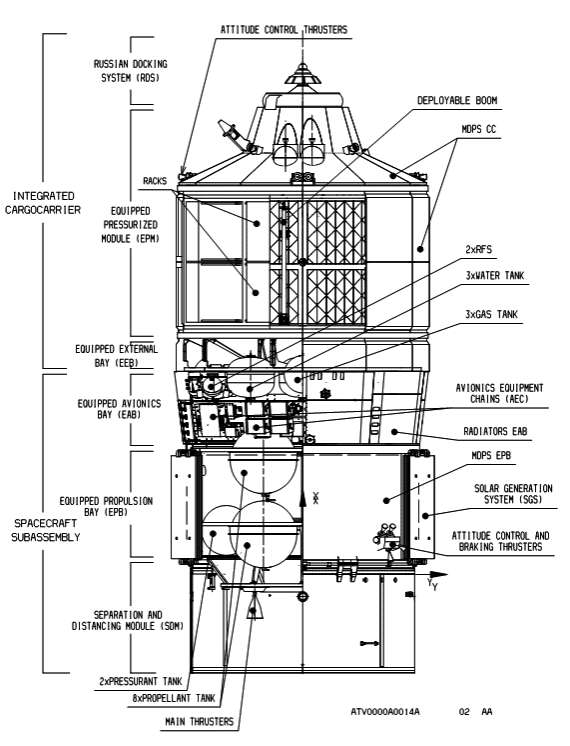 ATTITUDE CONTROL THRUSTERS
RUSSIAN DOCKING
SYSTEM (RDS)
DEPLOYABLE BOOM
MDPS CC
RACKS
INTEGRATED
CARGOCARRIER
EQUIPPED
PRESSURIZED
MODULE (EPM)
2xRFS
3xWATER TANK
3xGAS TANK
EQUIPPED EXTERNAL
BAY (EEB)
EQUIPPED AVIONICS
BAY (EAB)
AVIONICS EQUIPMENT
CHAINS (AEC)
RADIATORS EAB
MDPS EPB
SOLAR GENERATION
SYSTEM (SGS)
EQUIPPED PROPULSION
BAY (EPB)
SPACECRAFT
SUBASSEMBLY
X
X
ATTITUDE CONTROL AND
BRAKING THRUSTERS
Y
Y
SEPARATION AND
DISTANCING MODULE (SDM)
2xPRESSURANT TANK
8xPROPELLANT TANK
MAIN THRUSTERS
ATV0000A0014A 02 AA